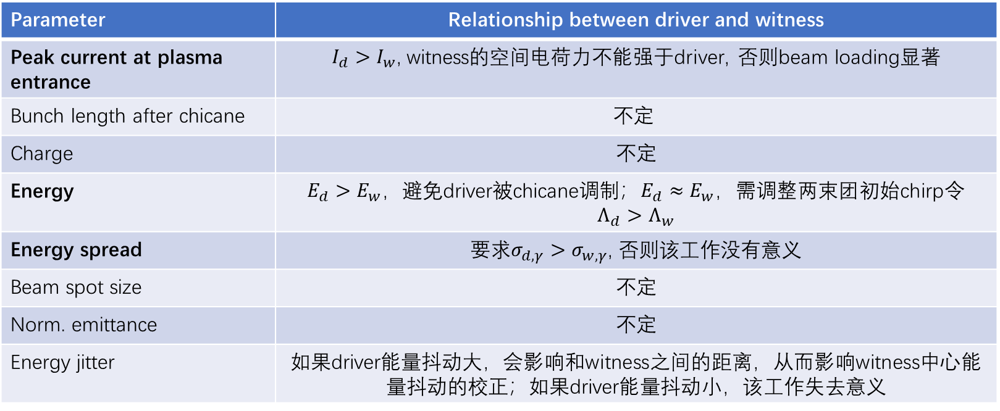 Parameter
Relationship between driver and witness
Peak current at plasma
entrance
I_d > I_w, witness的空间电荷力不能强于driver, 否则beam loading显著
Bunch length after chicane
不定
Charge
不定
Energy
E_d > E_w，避免driver被chicane调制；E_d ≈ E_w，需调整两束团初始chirp令
Λ_d > Λ_w
Energy spread
要求σ_{d,γ} > σ_{w,γ}, 否则该工作没有意义
Beam spot size
不定
Norm. emittance
不定
Energy jitter
如果driver能量抖动大，会影响和witness之间的距离，从而影响witness中心能
量抖动的校正；如果driver能量抖动小，该工作失去意义